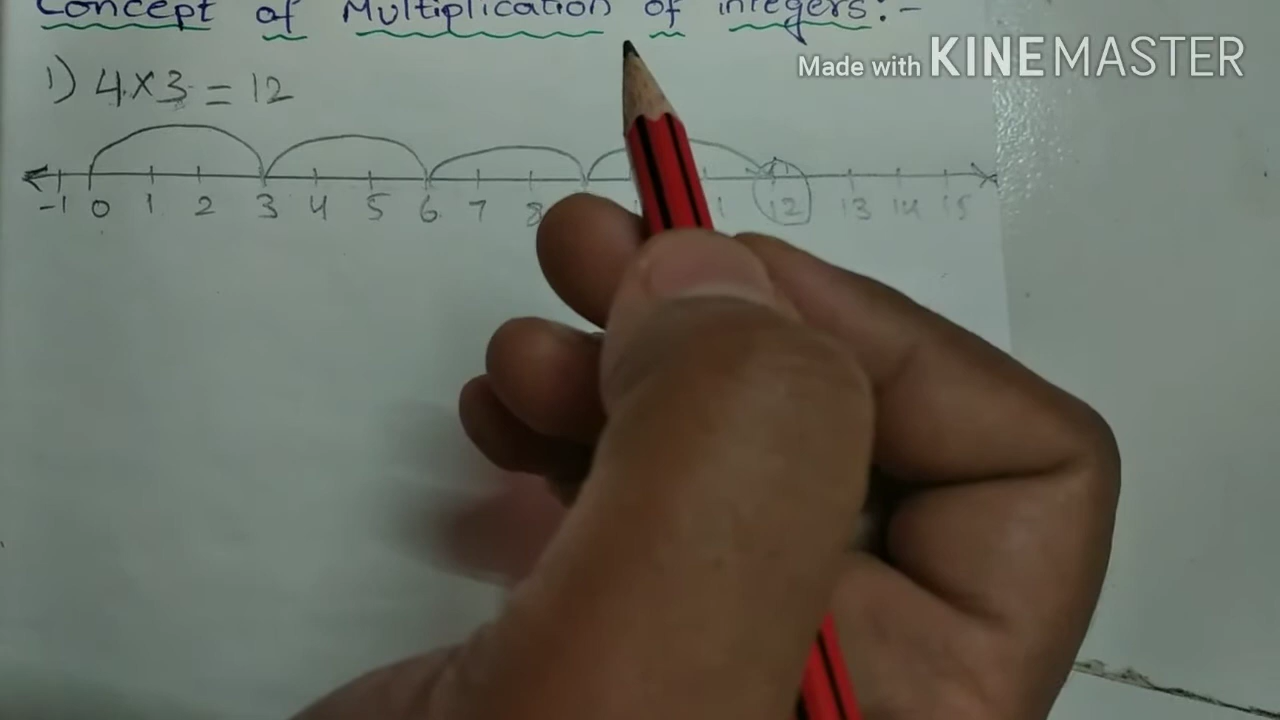 Concept of Multiplication of integers:-
Made with KINEMASTER
1) 4×3 = 12
-1 0 1 2 3 4 5 6 7 8 12 13 14 15